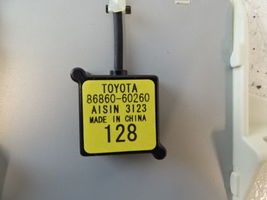 TOYOTA
86860-60260
AISIN 3123
MADE IN CHINA
128